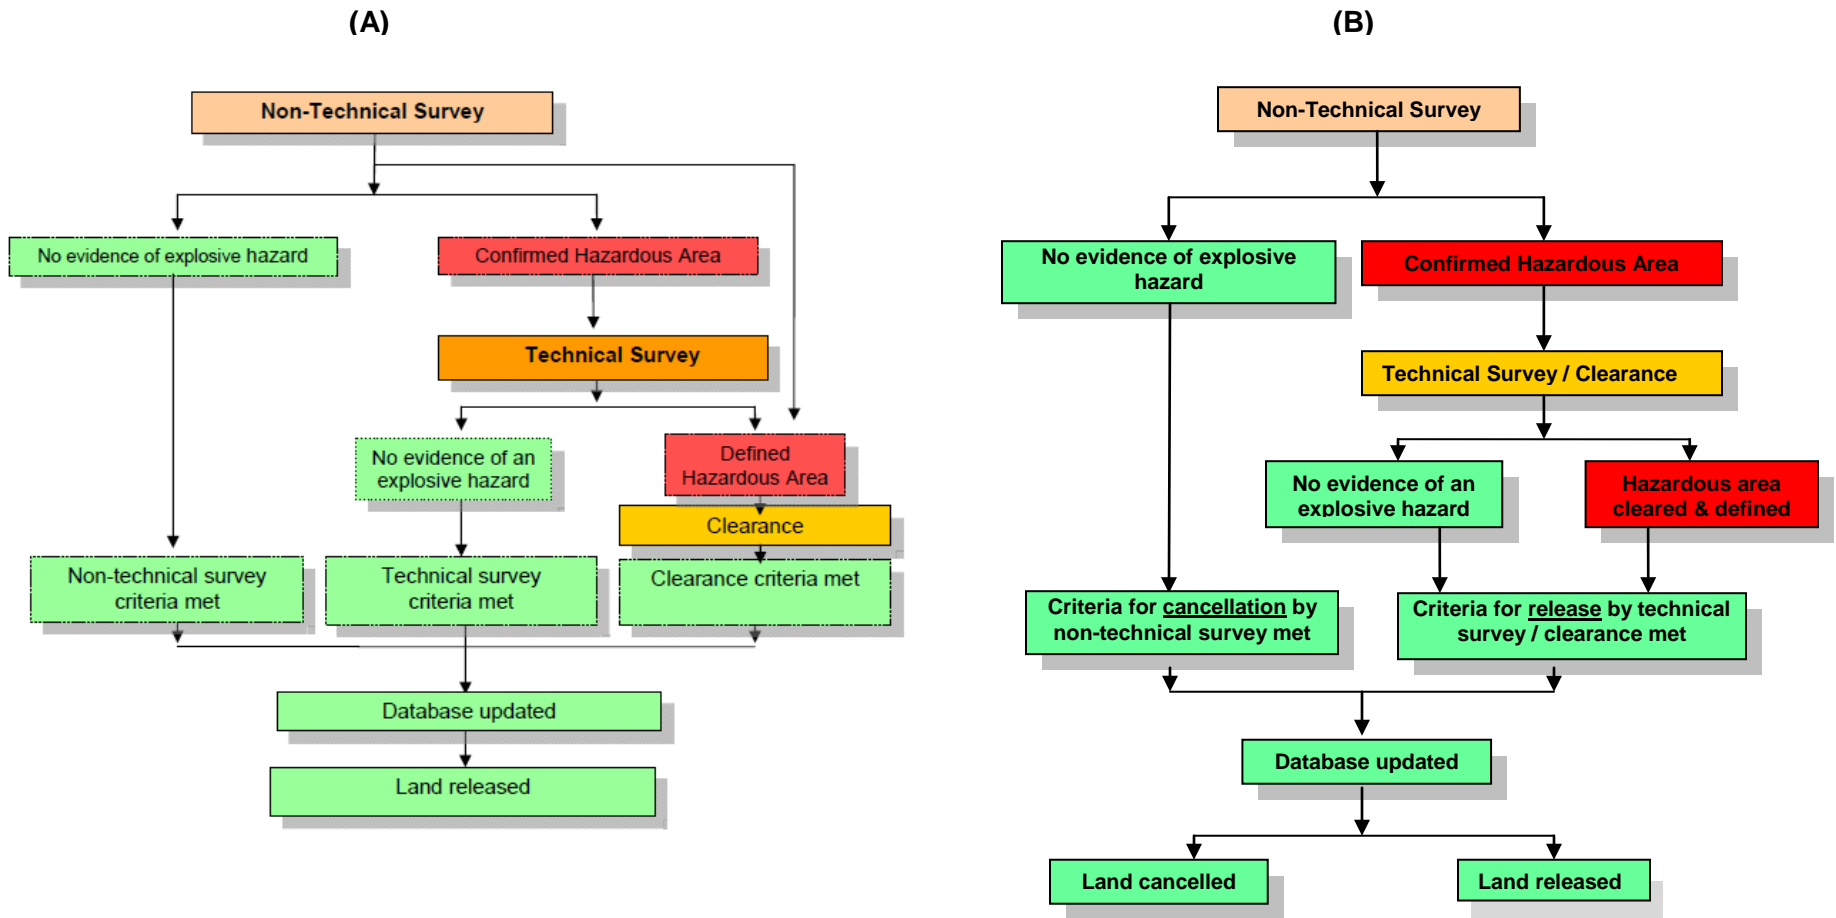 (A)
Non-Technical Survey
No evidence of explosive hazard
Confirmed Hazardous Area
Technical Survey
No evidence of an
explosive hazard
Defined
Hazardous Area
Clearance
Non-technical survey
criteria met
Technical survey
criteria met
Clearance criteria met
Database updated
Land released
(B)
Non-Technical Survey
No evidence of explosive
hazard
Confirmed Hazardous Area
Technical Survey / Clearance
No evidence of an
explosive hazard
Hazardous area
cleared & defined
Criteria for cancellation by
non-technical survey met
Criteria for release by technical
survey / clearance met
Database updated
Land cancelled
Land released